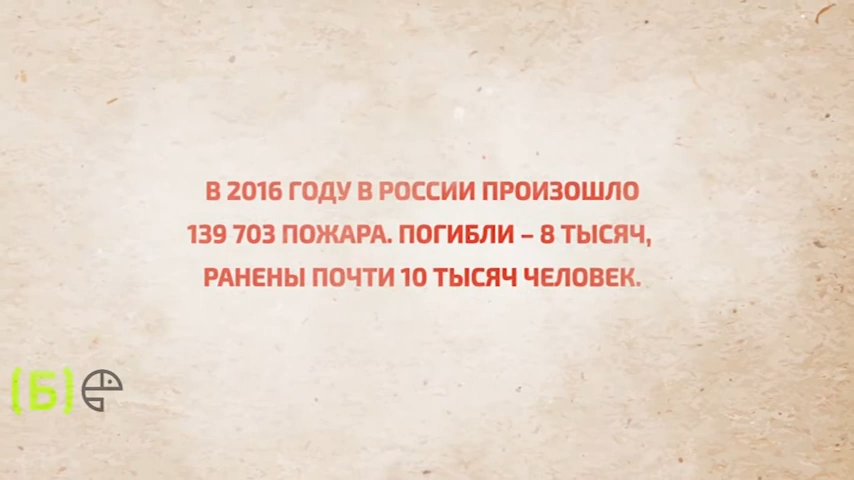 В 2016 ГОДУ В РОССИИ ПРОИЗОШЛО
139 703 ПОЖАРА. ПОГИБЛИ – 8 ТЫСЯЧ,
РАНЕНЫ ПОЧТИ 10 ТЫСЯЧ ЧЕЛОВЕК.
(Б)